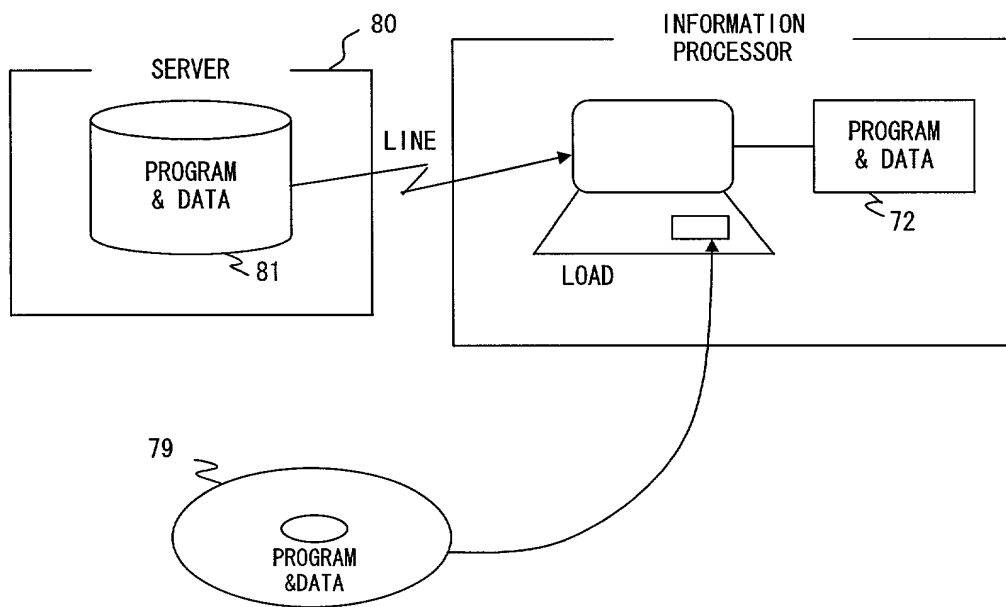 80
SERVER
PROGRAM
& DATA
81
LINE
INFORMATION
PROCESSOR
PROGRAM
& DATA
72
LOAD
79
PROGRAM
&DATA